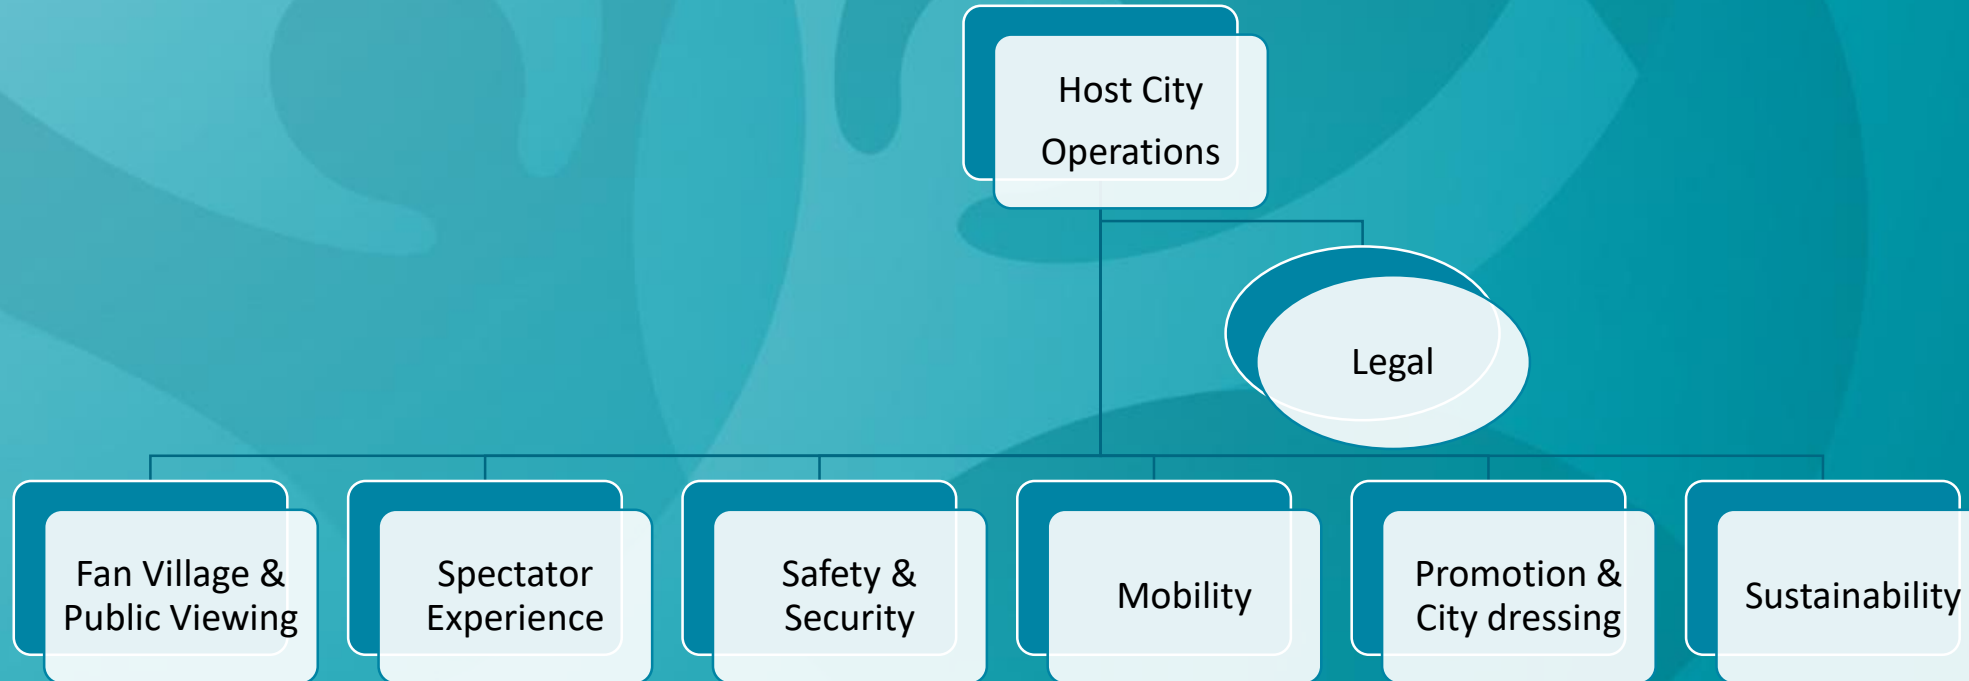 Host City
Operations
Legal
Fan Village &
Public Viewing
Spectator
Experience
Safety &
Security
Mobility
Promotion &
City dressing
Sustainability